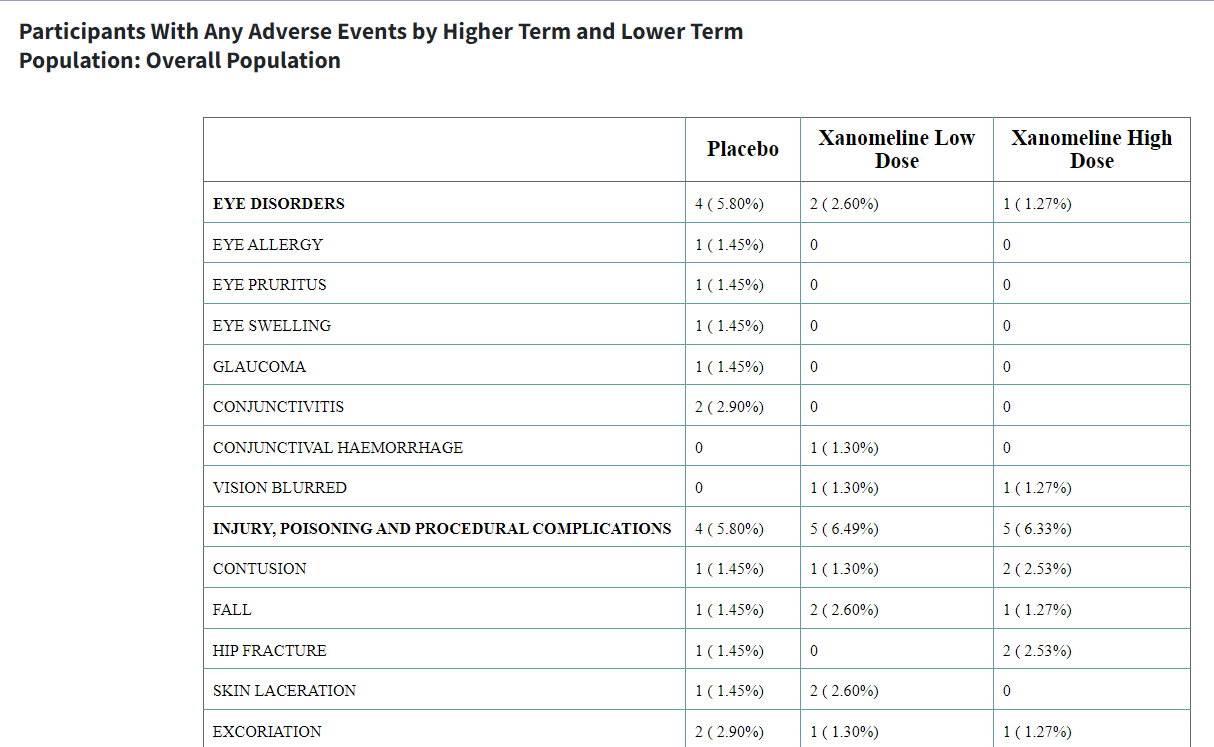 Participants With Any Adverse Events by Higher Term and Lower Term
Population: Overall Population
Placebo Xanomeline Low Dose Xanomeline High Dose
EYE DISORDERS 4 ( 5.80%) 2 ( 2.60%) 1 ( 1.27%)
EYE ALLERGY 1 ( 1.45%) 0 0
EYE PRURITUS 1 ( 1.45%) 0 0
EYE SWELLING 1 ( 1.45%) 0 0
GLAUCOMA 1 ( 1.45%) 0 0
CONJUNCTIVITIS 2 ( 2.90%) 0 0
CONJUNCTIVAL HAEMORRHAGE 0 1 ( 1.30%) 0
VISION BLURRED 0 1 ( 1.30%) 1 ( 1.27%)
INJURY, POISONING AND PROCEDURAL COMPLICATIONS 4 ( 5.80%) 5 ( 6.49%) 5 ( 6.33%)
CONTUSION 1 ( 1.45%) 1 ( 1.30%) 2 ( 2.53%)
FALL 1 ( 1.45%) 2 ( 2.60%) 1 ( 1.27%)
HIP FRACTURE 1 ( 1.45%) 0 2 ( 2.53%)
SKIN LACERATION 1 ( 1.45%) 2 ( 2.60%) 0
EXCORIATION 2 ( 2.90%) 1 ( 1.30%) 1 ( 1.27%)